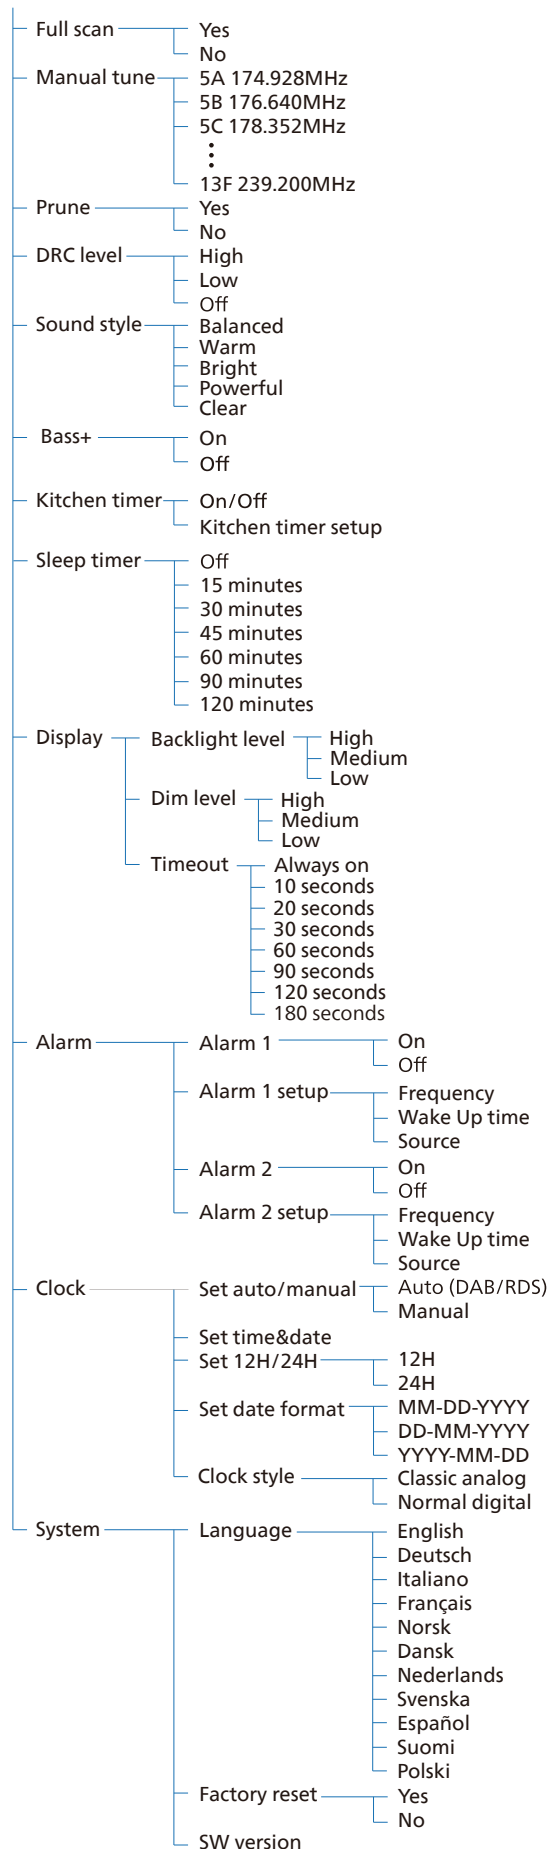 Full scan Yes
No
Manual tune 5A 174.928MHz
5B 176.640MHz
5C 178.352MHz
⋮
13F 239.200MHz
Prune Yes
No
DRC level High
Low
Off
Sound style Balanced
Warm
Bright
Powerful
Clear
Bass+ On
Off
Kitchen timer On/Off
Kitchen timer setup
Sleep timer Off
15 minutes
30 minutes
45 minutes
60 minutes
90 minutes
120 minutes
Display Backlight level High
Medium
Low
Dim level High
Medium
Low
Timeout Always on
10 seconds
20 seconds
30 seconds
60 seconds
90 seconds
120 seconds
180 seconds
Alarm Alarm 1 On
Off
Alarm 1 setup Frequency
Wake Up time
Source
Alarm 2 On
Off
Alarm 2 setup Frequency
Wake Up time
Source
Clock Set auto/manual Auto (DAB/RDS)
Manual
Set time&date
Set 12H/24H 12H
24H
Set date format MM-DD-YYYY
DD-MM-YYYY
YYYY-MM-DD
Clock style Classic analog
Normal digital
System Language English
Deutsch
Italiano
Français
Norsk
Dansk
Nederlands
Svenska
Español
Suomi
Polski
Factory reset Yes
No
SW version